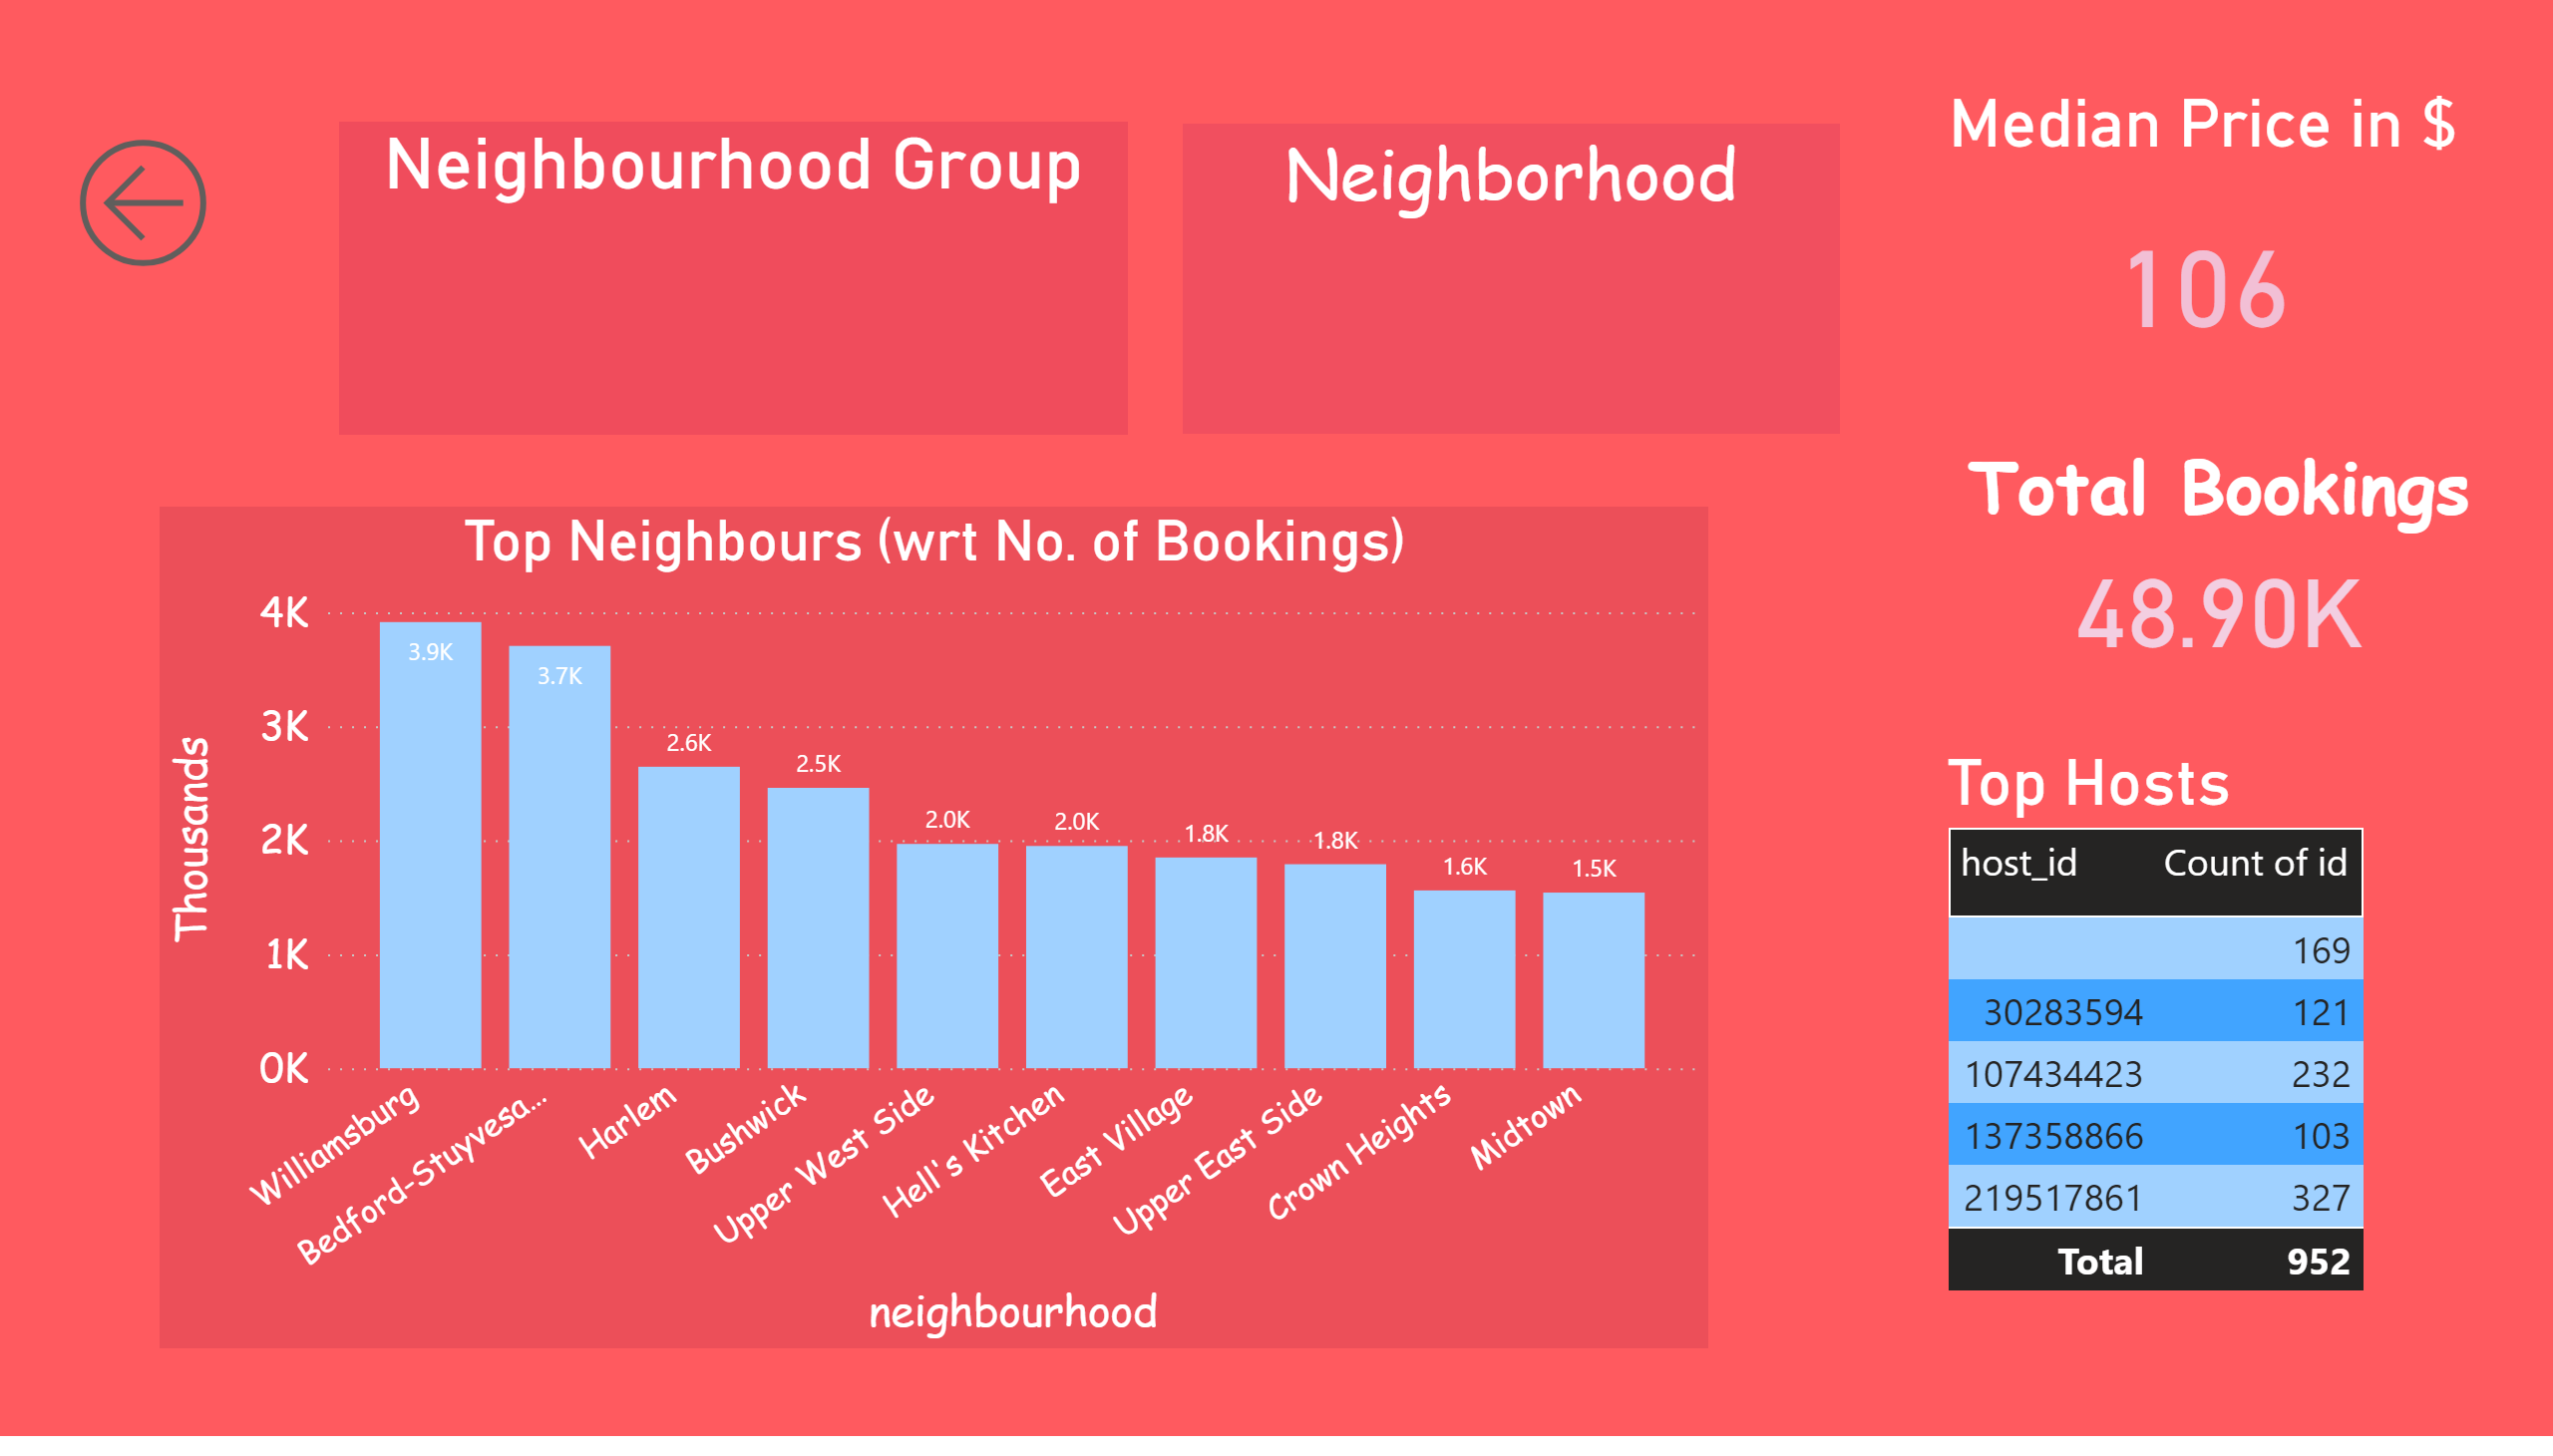 Neighbourhood Group
Neighborhood
Median Price in $
106
Total Bookings
48.90K
Top Neighbours (wrt No. of Bookings)
Thousands
4K
3K
2K
1K
0K
3.9K
3.7K
2.6K
2.5K
2.0K
2.0K
1.8K
1.8K
1.6K
1.5K
Williamsburg
Bedford-Stuyvesa...
Harlem
Bushwick
Upper West Side
Hell's Kitchen
East Village
Upper East Side
Crown Heights
Midtown
neighbourhood
Top Hosts
host_id Count of id
169
30283594 121
107434423 232
137358866 103
219517861 327
Total 952